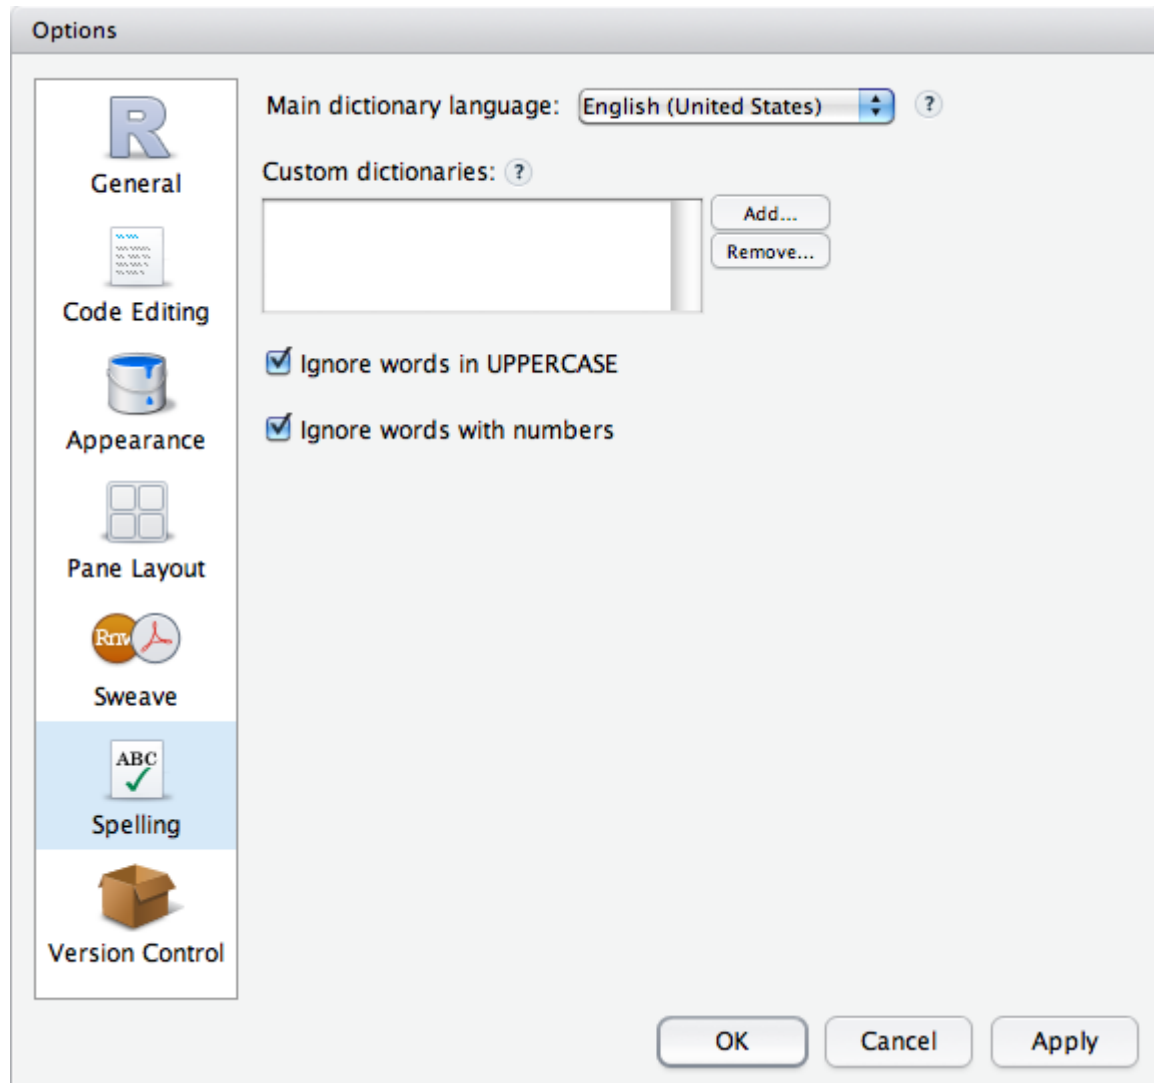 Options
R
General
Code Editing
Appearance
Pane Layout
Rnw
Sweave
ABC
Spelling
Version Control
Main dictionary language: English (United States) ?
Custom dictionaries: ?
Add...
Remove...
Ignore words in UPPERCASE
Ignore words with numbers
OK Cancel Apply